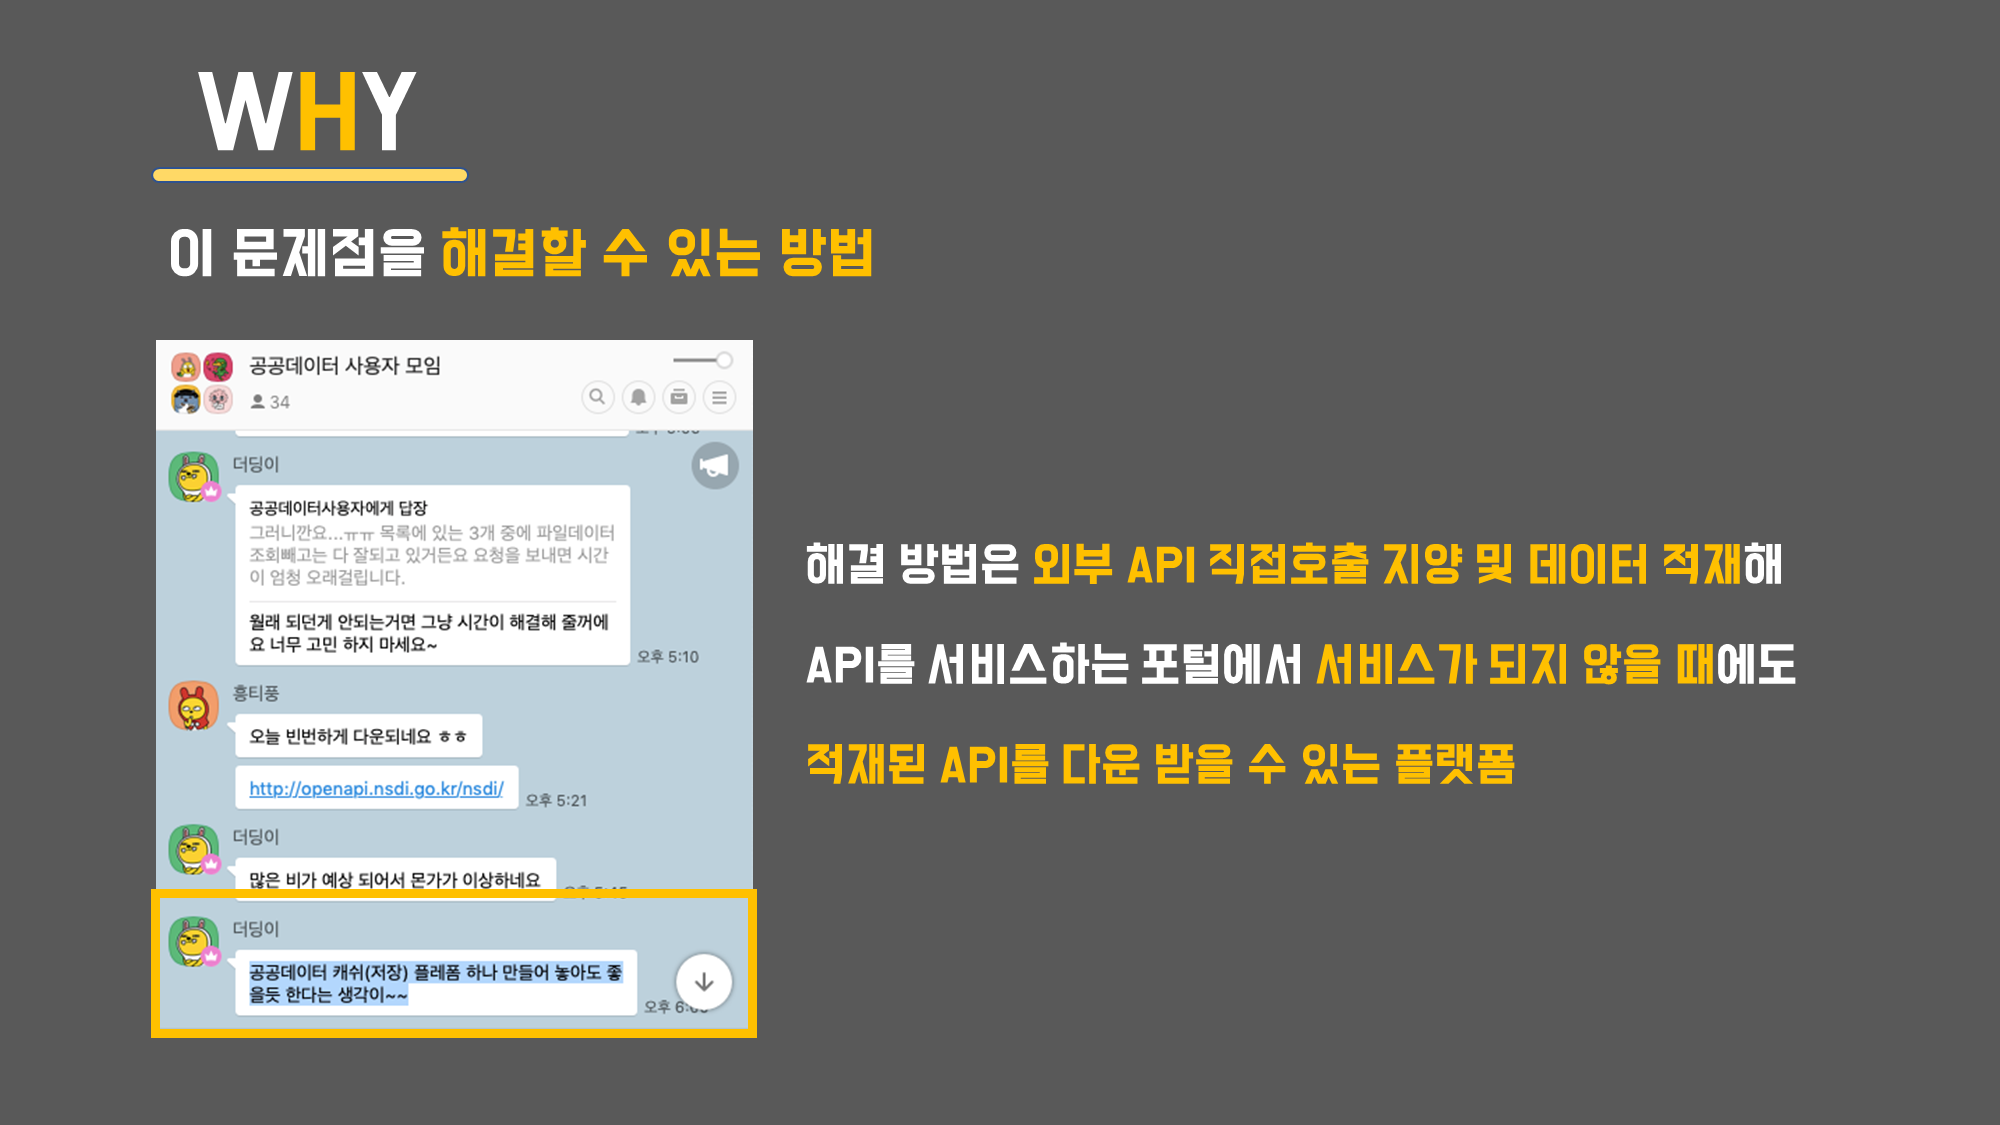 WHY
이 문제점을 해결할 수 있는 방법
공공데이터 사용자 모임
34
더딩이
공공데이터사용자에게 답장
그러니깐요...ㅠㅠ 목록에 있는 3개 중에 파일데이터
조회빼고는 다 잘되고 있거든요 요청을 보내면 시간
이 엄청 오래걸립니다.
월래 되던게 안되는거면 그냥 시간이 해결해 줄꺼에
요 너무 고민 하지 마세요~
오후 5:10
흥티풍
오늘 빈번하게 다운되네요 ㅎㅎ
http://openapi.nsdi.go.kr/nsdi/
오후 5:21
더딩이
많은 비가 예상 되어서 몬가가 이상하네요
더딩이
공공데이터 캐쉬(저장) 플레폼 하나 만들어 놓아도 좋
을듯 한다는 생각이~~
오후
해결 방법은 외부 API 직접호출 지양 및 데이터 적재해
API를 서비스하는 포털에서 서비스가 되지 않을 때에도
적재된 API를 다운 받을 수 있는 플랫폼